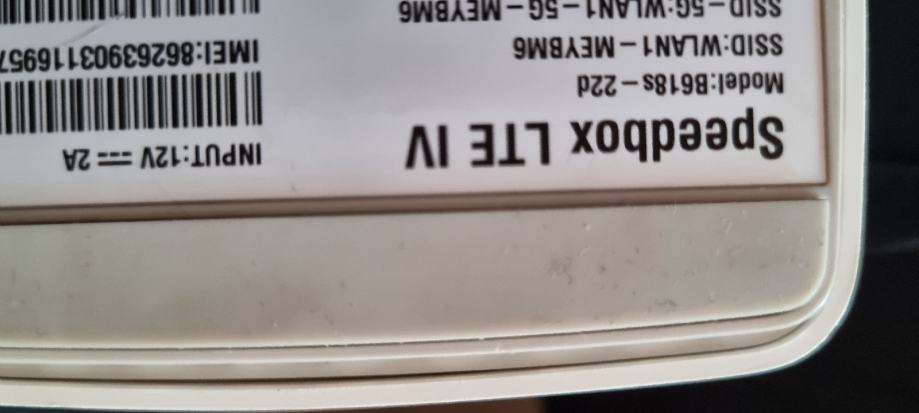 Speedbox LTE IV
Model:B618s-22d
SSID:WLAN1-MEYBM6
SSID-5G:WLAN1-5G-MEYBM6
INPUT:12V ⎓ 2A
IMEI:86263903116957